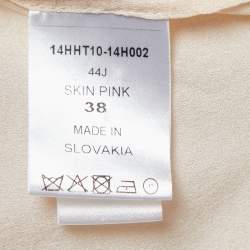 14HHT10-14H002
44J
SKIN PINK
38
MADE IN
SLOVAKIA